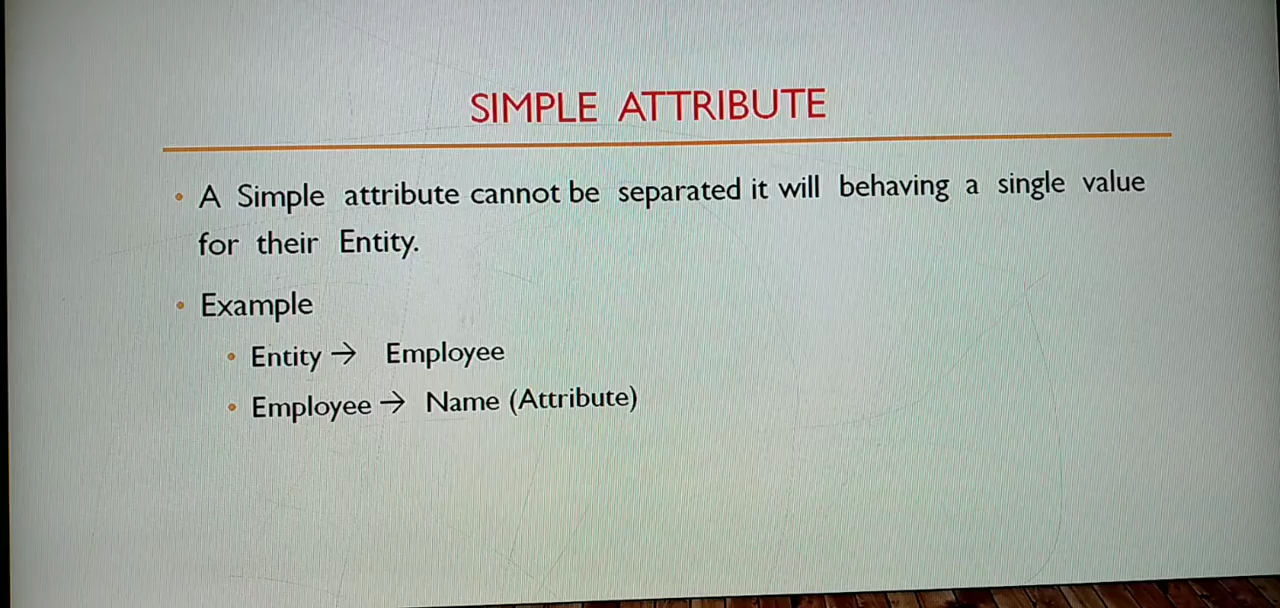 SIMPLE ATTRIBUTE
• A Simple attribute cannot be separated it will behaving a single value
for their Entity.
• Example
• Entity → Employee
• Employee → Name (Attribute)